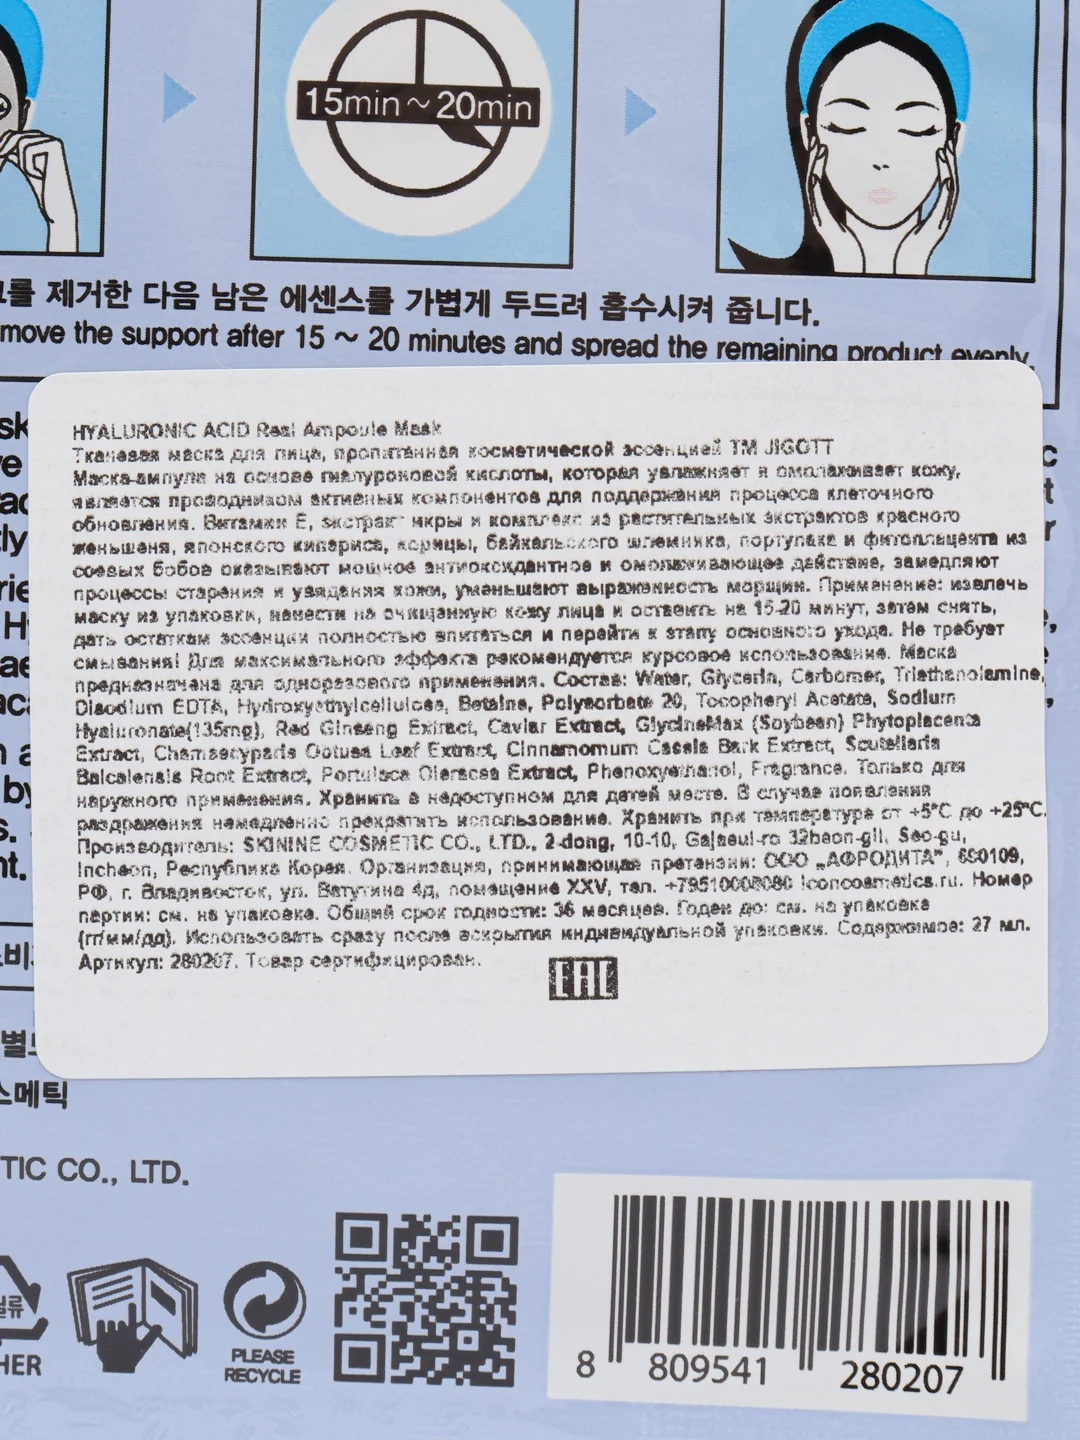 15min ~ 20min
를 제거한 다음 남은 에센스를 가볍게 두드려 흡수시켜 줍니다.
move the support after 15 ~ 20 minutes and spread the remaining product evenly.
HYALURONIC ACID Real Ampoule Mask
Тканевая маска для лица, пропитанная косметической эссенцией TM JIGOTT
Маска-ампула на основе гиалуроновой кислоты, которая увлажняет и омолаживает кожу,
является проводником активных компонентов для поддержания процесса клеточного
обновления. Витамин Е, экстракт икры и комплекс из растительных экстрактов красного
женьшеня, японского кипариса, корицы, байкальского шлемника, портулака и фитоплацента из
соевых бобов оказывают мощное антиоксидантное и омолаживающее действие, замедляют
процессы старения и увядания кожи, уменьшают выраженность морщин. Применение: извлечь
маску из упаковки, нанести на очищенную кожу лица и оставить на 15-20 минут, затем снять,
дать остаткам эссенции полностью впитаться и перейти к этапу основного ухода. Не требует
смывания! Для максимального эффекта рекомендуется курсовое использование. Маска
предназначена для одноразового применения. Состав: Water, Glycerin, Carbomer, Triethanolamine,
Disodium EDTA, Hydroxyethylcellulose, Betaine, Polysorbate 20, Tocopheryl Acetate, Sodium
Hyaluronate(135mg), Red Ginseng Extract, Caviar Extract, GlycineMax (Soybean) Phytoplacenta
Extract, Chamaecyparis Obtusa Leaf Extract, Cinnamomum Cassia Bark Extract, Scutellaria
Baicalensis Root Extract, Portulaca Oleracea Extract, Phenoxyethanol, Fragrance. Только для
наружного применения. Хранить в недоступном для детей месте. В случае появления
раздражения немедленно прекратить использование. Хранить при температуре от +5°C до +25°C.
Производитель: SKININE COSMETIC CO., LTD., 2-dong, 10-10, Gajaeul-ro 32beon-gil, Seo-gu,
Incheon, Республика Корея. Организация, принимающая претензии: ООО „АФРОДИТА", 690109,
РФ, г. Владивосток, ул. Ватутина 4д, помещение XXV, тел. +79510008080 iconcosmetics.ru. Номер
партии: см. на упаковке. Общий срок годности: 36 месяцев. Годен до: см. на упаковке
(гг/мм/дд). Использовать сразу после вскрытия индивидуальной упаковки. Содержимое: 27 мл.
Артикул: 280207. Товар сертифицирован.
EAC
스메틱
TIC CO., LTD.
HER
PLEASE
RECYCLE
8 809541 280207